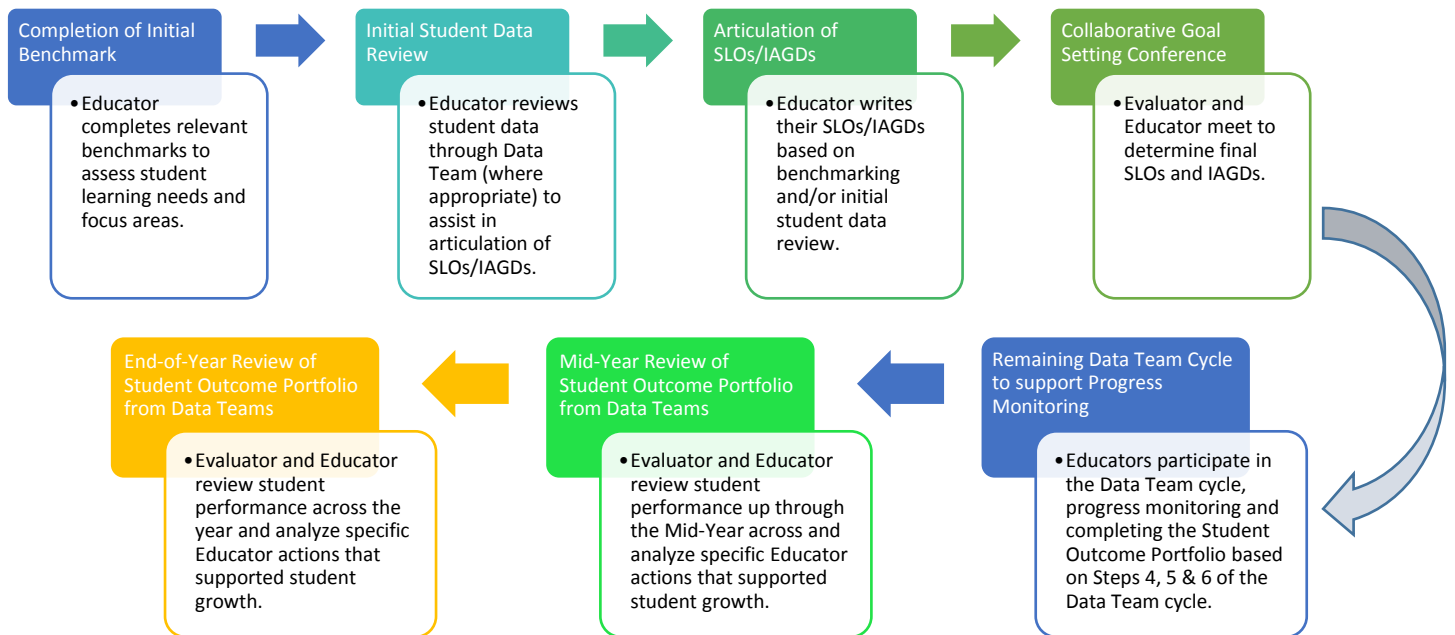 Completion of Initial
Benchmark
•Educator
completes relevant
benchmarks to
assess student
learning needs and
focus areas.
Initial Student Data
Review
•Educator reviews
student data
through Data
Team (where
appropriate) to
assist in
articulation of
SLOs/IAGDs.
Articulation of
SLOs/IAGDs
•Educator writes
their SLOs/IAGDs
based on
benchmarking
and/or initial
student data
review.
Collaborative Goal
Setting Conference
•Evaluator and
Educator meet to
determine final
SLOs and IAGDs.
Remaining Data Team Cycle
to support Progress
Monitoring
•Educators participate in
the Data Team cycle,
progress monitoring and
completing the Student
Outcome Portfolio based
on Steps 4, 5 & 6 of the
Data Team cycle.
Mid-Year Review of
Student Outcome Portfolio
from Data Teams
•Evaluator and Educator
review student
performance up through
the Mid-Year across and
analyze specific Educator
actions that supported
student growth.
End-of-Year Review of
Student Outcome Portfolio
from Data Teams
•Evaluator and Educator
review student
performance across the
year and analyze specific
Educator actions that
supported student
growth.